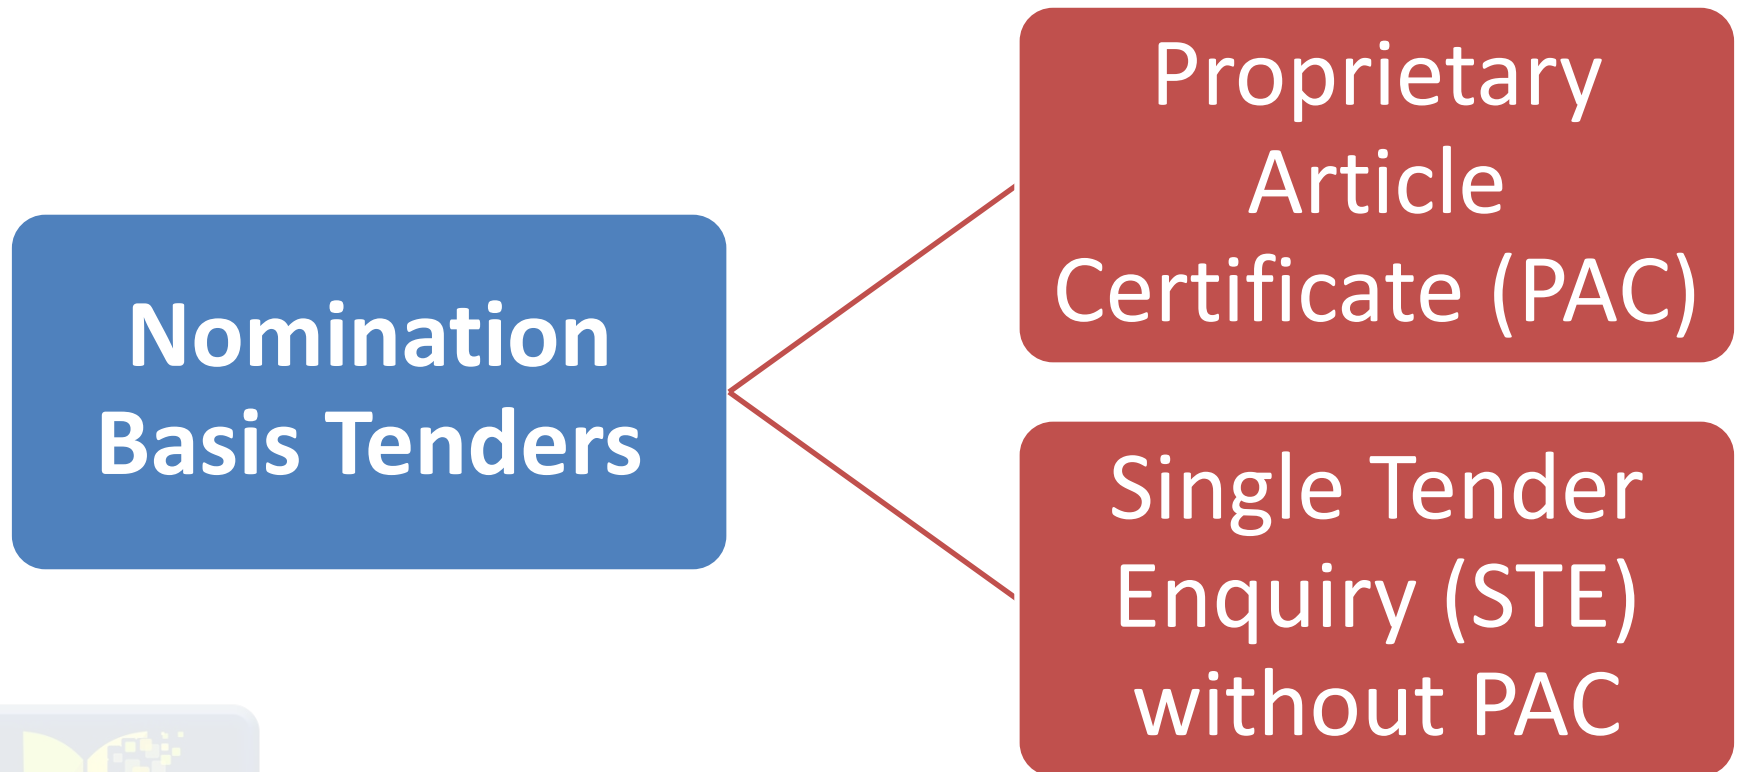 Nomination
Basis Tenders
Proprietary
Article
Certificate (PAC)
Single Tender
Enquiry (STE)
without PAC